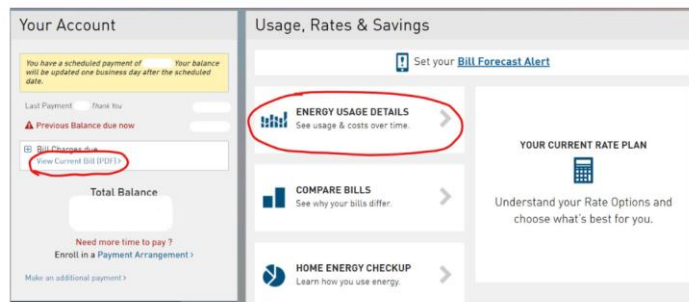 Your Account
You have a scheduled payment of Your balance
will be updated one business day after the scheduled
date.
Last Payment Thank You
Previous Balance due now
Bill Charges due
View Current Bill (PDF)
Total Balance
Need more time to pay ?
Enroll in a Payment Arrangement
Make an additional payment
Usage, Rates & Savings
Set your Bill Forecast Alert
ENERGY USAGE DETAILS
See usage & costs over time.
COMPARE BILLS
See why your bills differ.
HOME ENERGY CHECKUP
Learn how you use energy.
YOUR CURRENT RATE PLAN
Understand your Rate Options and
choose what's best for you.